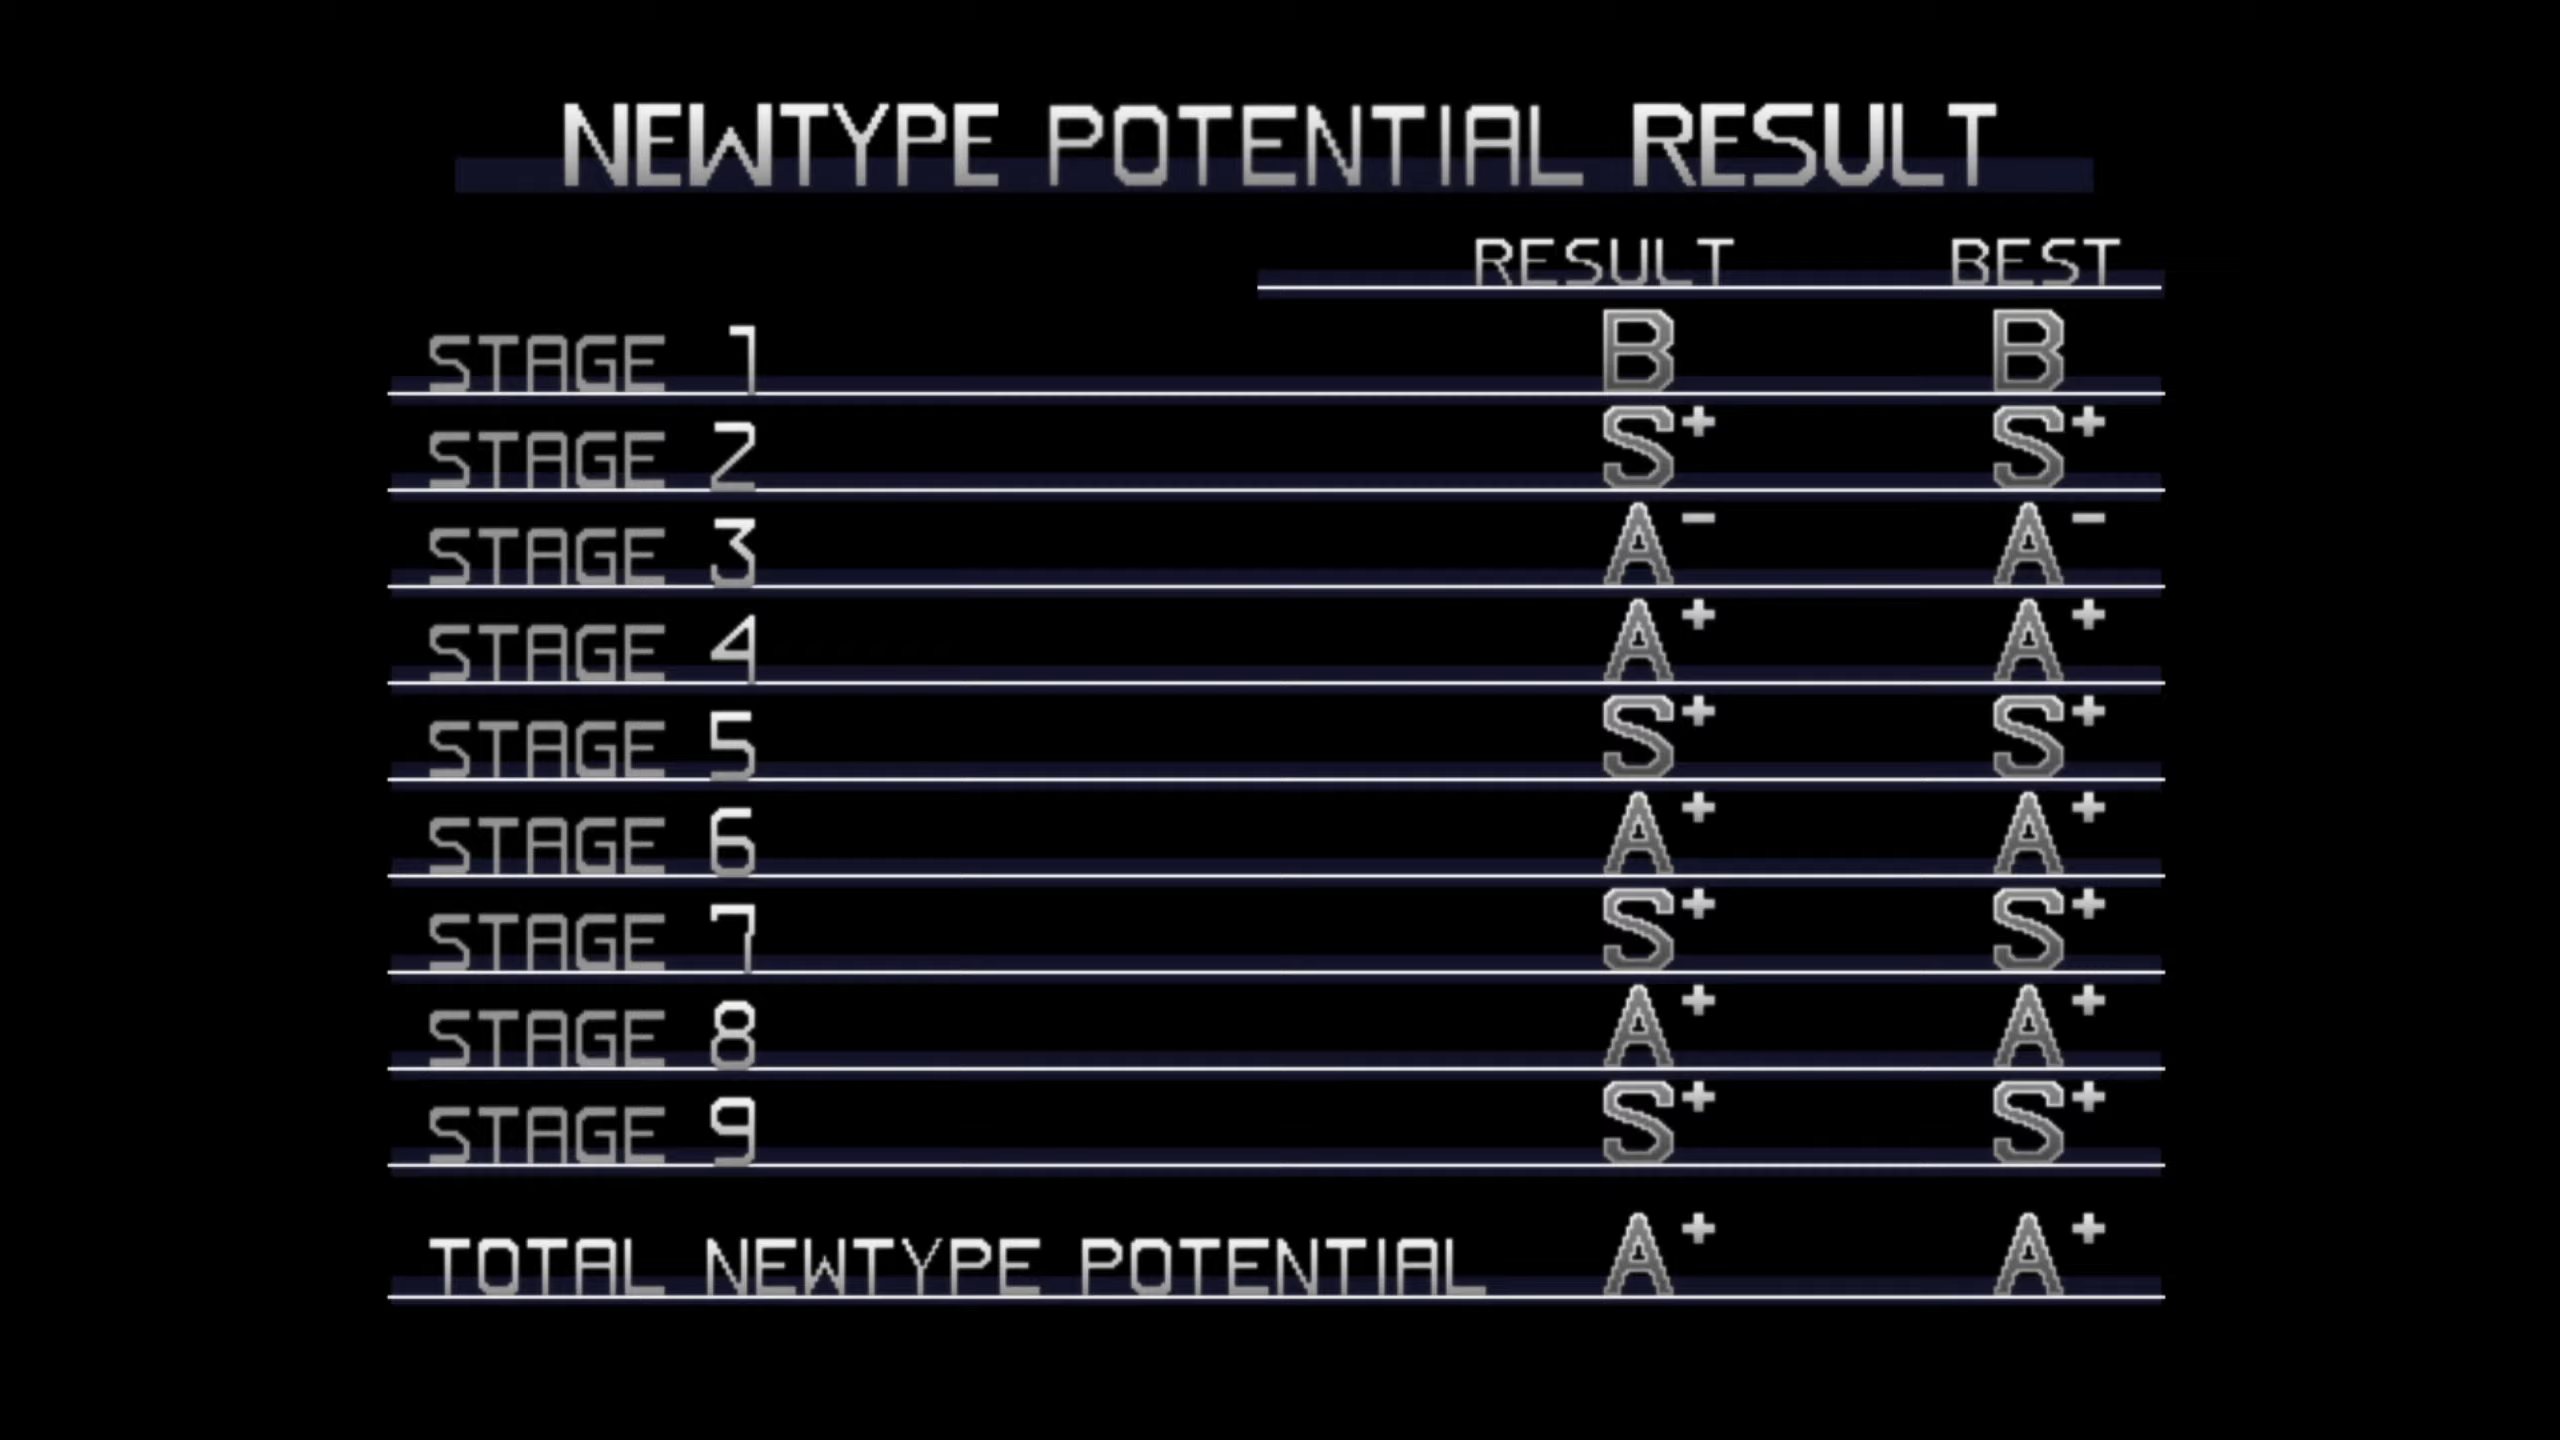 NEWTYPE POTENTIAL RESULT
RESULT BEST
STAGE 1 B B
STAGE 2 S+ S+
STAGE 3 A- A-
STAGE 4 A+ A+
STAGE 5 S+ S+
STAGE 6 A+ A+
STAGE 7 S+ S+
STAGE 8 A+ A+
STAGE 9 S+ S+
TOTAL NEWTYPE POTENTIAL A+ A+